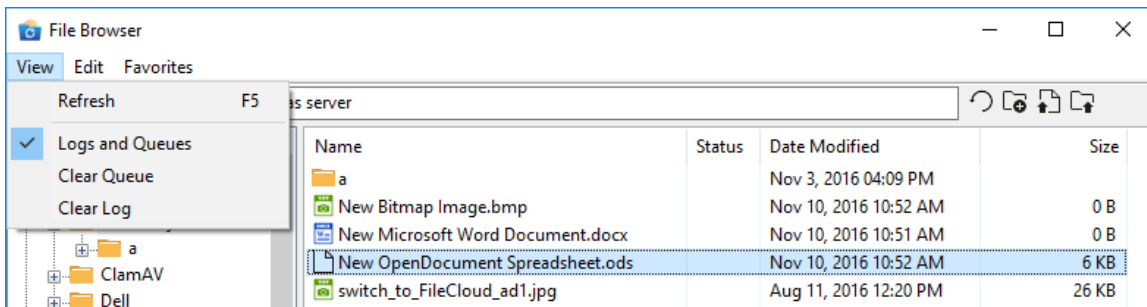 File Browser
View Edit Favorites
Refresh F5
as server
Logs and Queues
Clear Queue
Clear Log
a
ClamAV
Dell
Name Status Date Modified Size
a Nov 3, 2016 04:09 PM
New Bitmap Image.bmp Nov 10, 2016 10:52 AM 0 B
New Microsoft Word Document.docx Nov 10, 2016 10:51 AM 0 B
New OpenDocument Spreadsheet.ods Nov 10, 2016 10:52 AM 6 KB
switch_to_FileCloud_ad1.jpg Aug 11, 2016 12:20 PM 26 KB